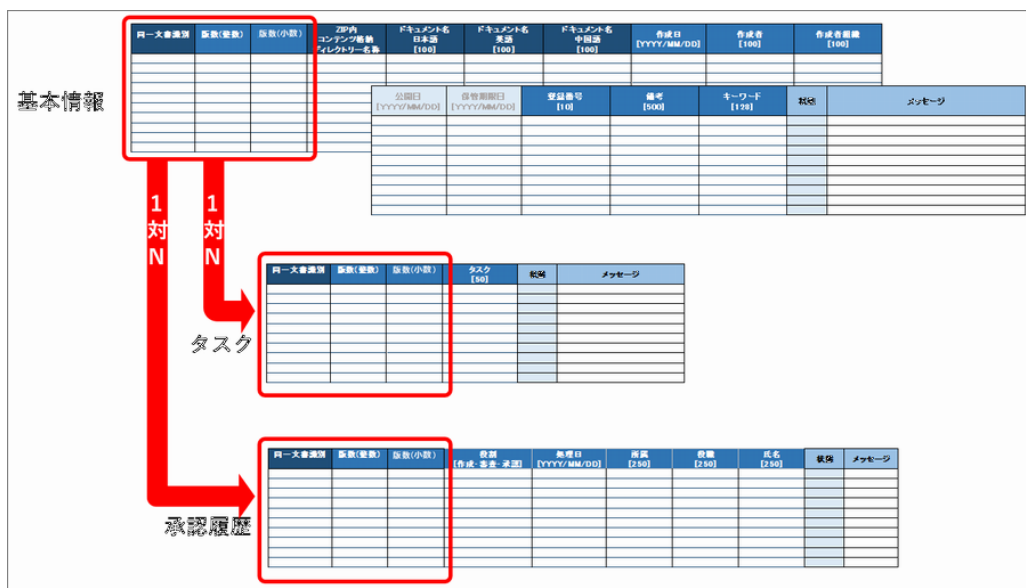 同一文書識別
版数(整数)
版数(小数)
ZIP内
コンテンツ格納
ディレクトリー名称
ドキュメント名
日本語
[100]
ドキュメント名
英語
[100]
ドキュメント名
中国語
[100]
作成日
[YYYY/MM/DD]
作成者
[100]
作成者組織
[100]
基本情報
公開日
[YYYY/MM/DD]
保管期限日
[YYYY/MM/DD]
登録番号
[10]
備考
[500]
キーワード
[128]
状態
メッセージ
1
対
N
1
対
N
同一文書識別
版数(整数)
版数(小数)
タスク
[50]
状態
メッセージ
タスク
同一文書識別
版数(整数)
版数(小数)
役割
[作成・審査・承認]
処理日
[YYYY/MM/DD]
所属
[250]
役職
[250]
氏名
[250]
状態
メッセージ
承認履歴